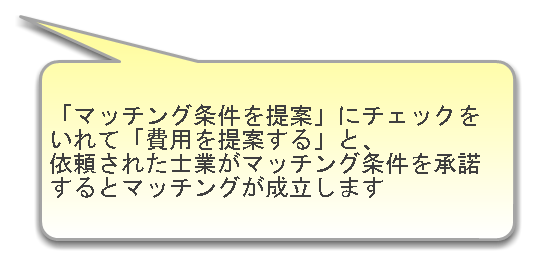 「マッチング条件を提案」にチェックを
いれて「費用を提案する」と、
依頼された士業がマッチング条件を承諾
するとマッチングが成立します